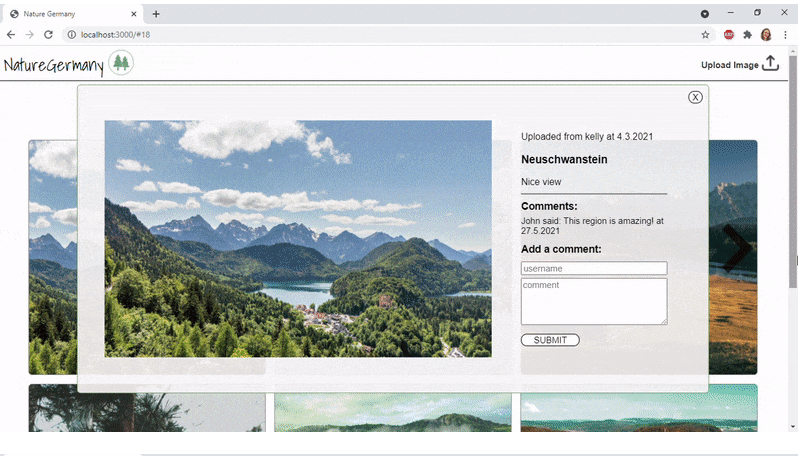 Nature Germany
localhost:3000/#18
ABP
NatureGermany
Upload Image
X
Uploaded from kelly at 4.3.2021
Neuschwanstein
Nice view
Comments:
John said: This region is amazing! at
27.5.2021
Add a comment:
username
comment
SUBMIT